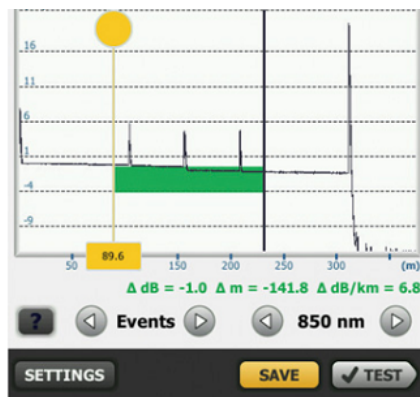 16
11
6
1
-4
-9
89.6
50 100 150 200 250 300 (m)
Δ dB = -1.0 Δ m = -141.8 Δ dB/km = 6.8
? Events 850 nm
SETTINGS SAVE TEST